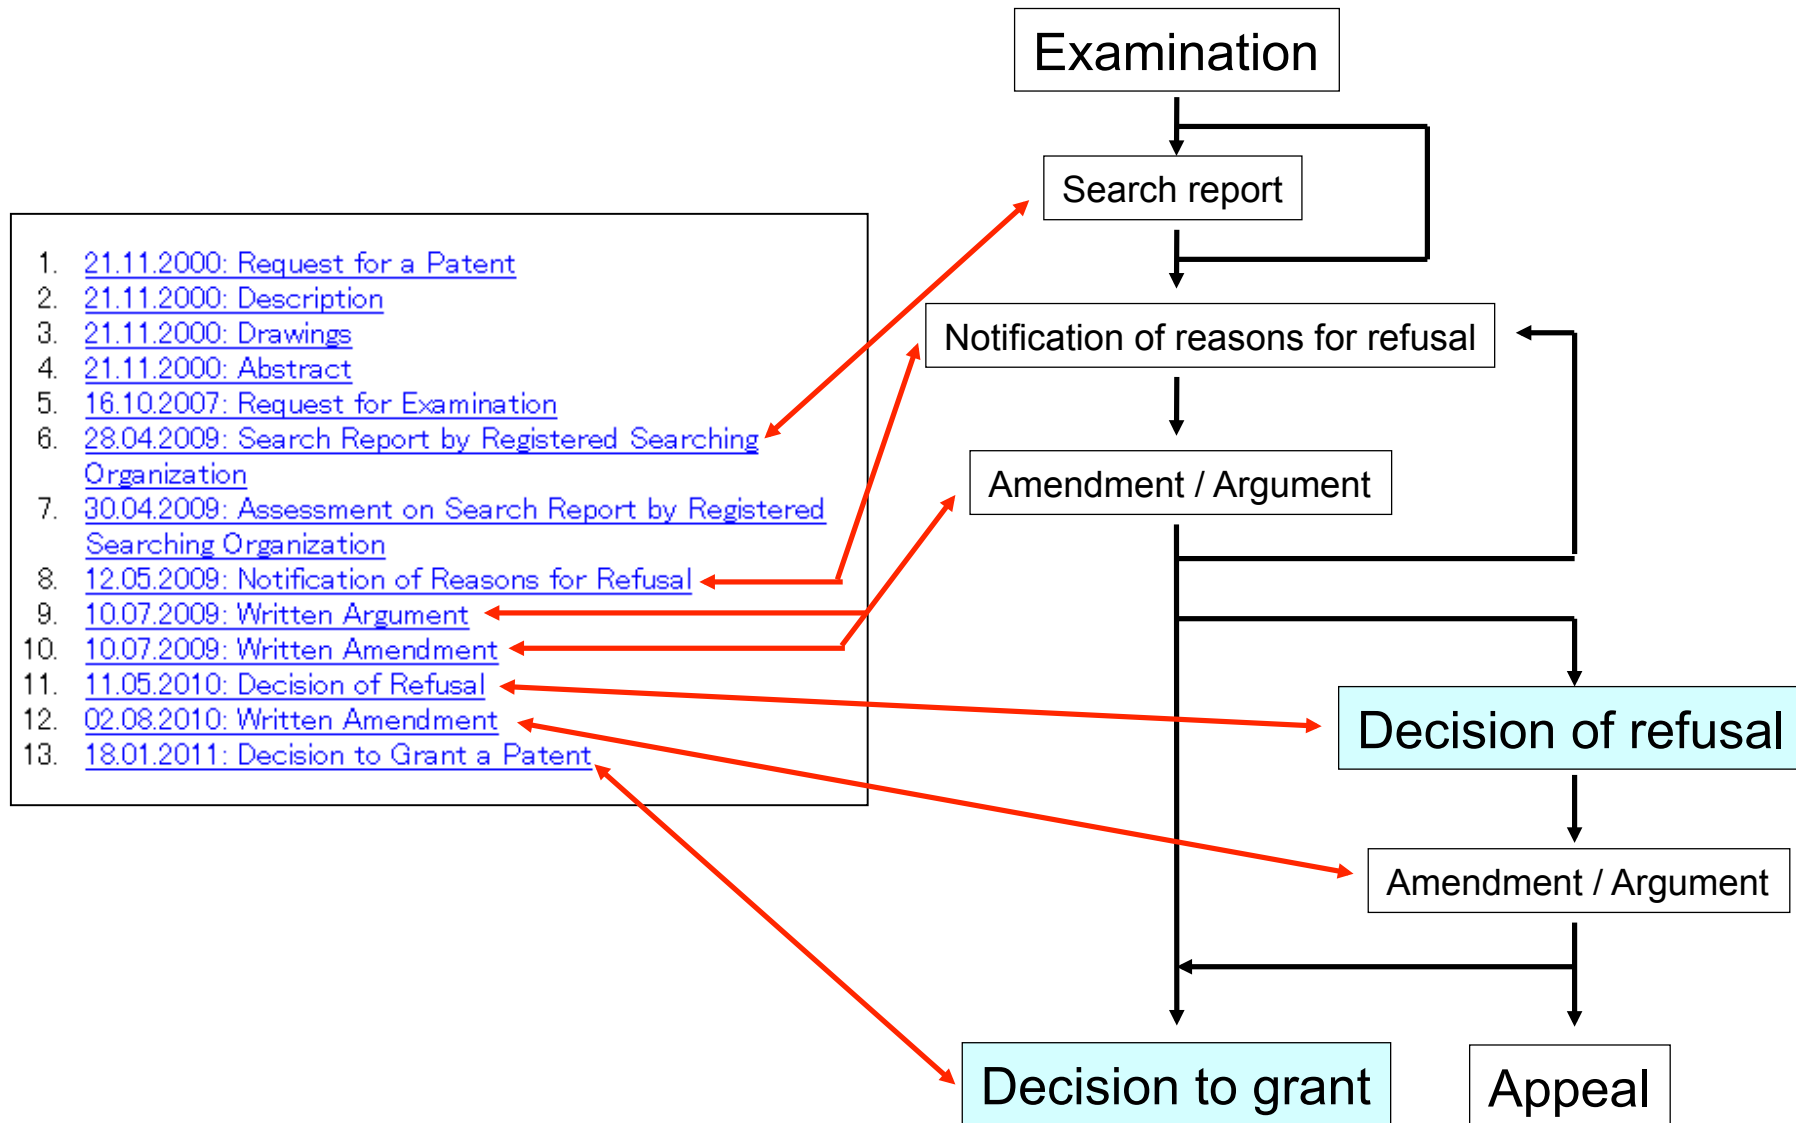 Examination
Search report
1. 21.11.2000: Request for a Patent
2. 21.11.2000: Description
3. 21.11.2000: Drawings
4. 21.11.2000: Abstract
5. 16.10.2007: Request for Examination
6. 28.04.2009: Search Report by Registered Searching
Organization
7. 30.04.2009: Assessment on Search Report by Registered
Searching Organization
8. 12.05.2009: Notification of Reasons for Refusal
9. 10.07.2009: Written Argument
10. 10.07.2009: Written Amendment
11. 11.05.2010: Decision of Refusal
12. 02.08.2010: Written Amendment
13. 18.01.2011: Decision to Grant a Patent
Notification of reasons for refusal
Amendment / Argument
Decision of refusal
Amendment / Argument
Decision to grant
Appeal